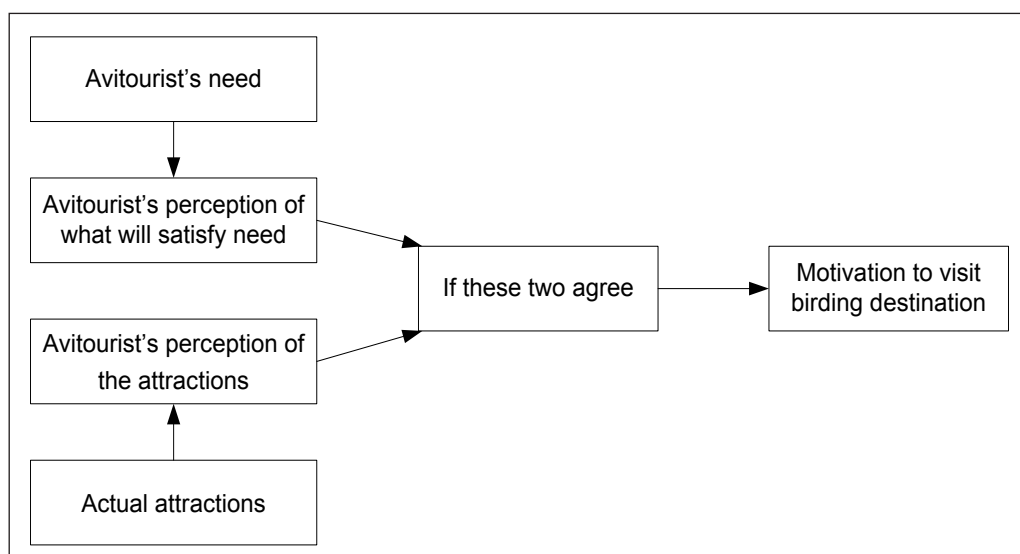 Avitourist’s need
Avitourist’s perception of
what will satisfy need
If these two agree
Motivation to visit
birding destination
Avitourist’s perception of
the attractions
Actual attractions